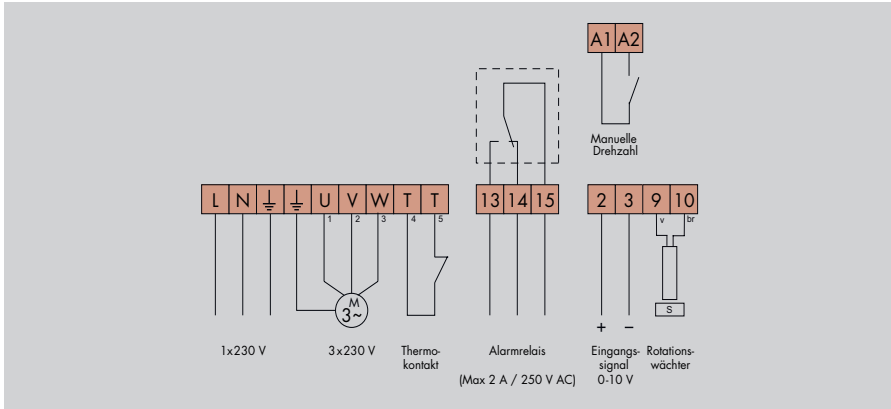 A1 A2
Manuelle
Drehzahl
L N U V W T T
1 2 3 4 5
13 14 15
2 3 9 10
v br
M
3~
S
+ –
1x230 V
3x230 V
Thermo-
kontakt
Alarmrelais
(Max 2 A / 250 V AC)
Eingangs-
signal
0-10 V
Rotations-
wächter